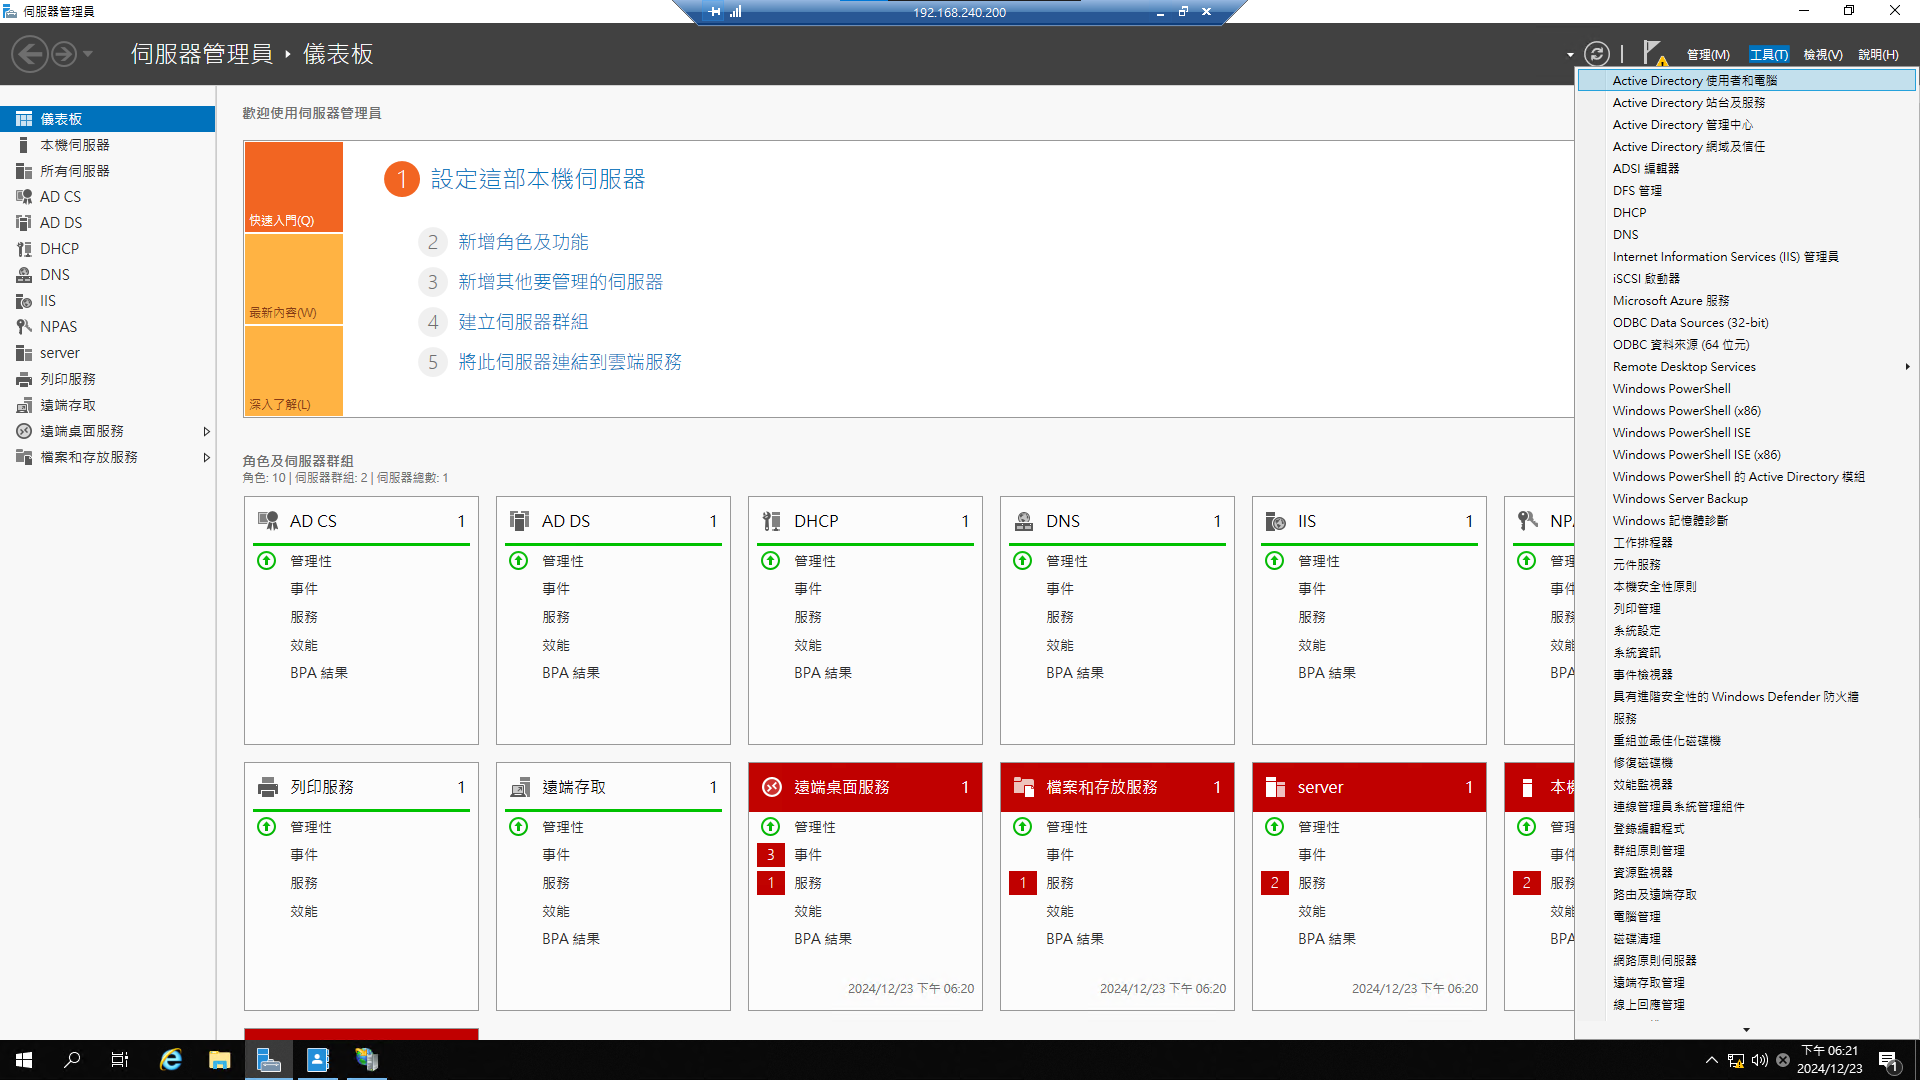 伺服器管理員
192.168.240.200
伺服器管理員 ‣ 儀表板
管理(M)
工具(T)
檢視(V)
說明(H)
儀表板
本機伺服器
所有伺服器
AD CS
AD DS
DHCP
DNS
IIS
NPAS
server
列印服務
遠端存取
遠端桌面服務
檔案和存放服務
歡迎使用伺服器管理員
快速入門(Q)
最新內容(W)
深入了解(L)
1 設定這部本機伺服器
2 新增角色及功能
3 新增其他要管理的伺服器
4 建立伺服器群組
5 將此伺服器連結到雲端服務
角色及伺服器群組
角色: 10 | 伺服器群組: 2 | 伺服器總數: 1
AD CS 1
管理性
事件
服務
效能
BPA 結果
AD DS 1
管理性
事件
服務
效能
BPA 結果
DHCP 1
管理性
事件
服務
效能
BPA 結果
DNS 1
管理性
事件
服務
效能
BPA 結果
IIS 1
管理性
事件
服務
效能
BPA 結果
NPA
管理
事件
服務
效能
BPA
列印服務 1
管理性
事件
服務
效能
遠端存取 1
管理性
事件
服務
效能
BPA 結果
遠端桌面服務 1
管理性
3 事件
1 服務
效能
BPA 結果
2024/12/23 下午 06:20
檔案和存放服務 1
管理性
事件
1 服務
效能
BPA 結果
2024/12/23 下午 06:20
server 1
管理性
事件
2 服務
效能
BPA 結果
2024/12/23 下午 06:20
本機
管理
事件
2 服務
效能
BPA
Active Directory 使用者和電腦
Active Directory 站台及服務
Active Directory 管理中心
Active Directory 網域及信任
ADSI 編輯器
DFS 管理
DHCP
DNS
Internet Information Services (IIS) 管理員
iSCSI 啟動器
Microsoft Azure 服務
ODBC Data Sources (32-bit)
ODBC 資料來源 (64 位元)
Remote Desktop Services
Windows PowerShell
Windows PowerShell (x86)
Windows PowerShell ISE
Windows PowerShell ISE (x86)
Windows PowerShell 的 Active Directory 模組
Windows Server Backup
Windows 記憶體診斷
工作排程器
元件服務
本機安全性原則
列印管理
系統設定
系統資訊
事件檢視器
具有進階安全性的 Windows Defender 防火牆
服務
重組並最佳化磁碟機
修復磁碟機
效能監視器
連線管理員系統管理組件
登錄編輯程式
群組原則管理
資源監視器
路由及遠端存取
電腦管理
磁碟清理
網路原則伺服器
遠端存取管理
線上回應管理
下午 06:21
2024/12/23
1